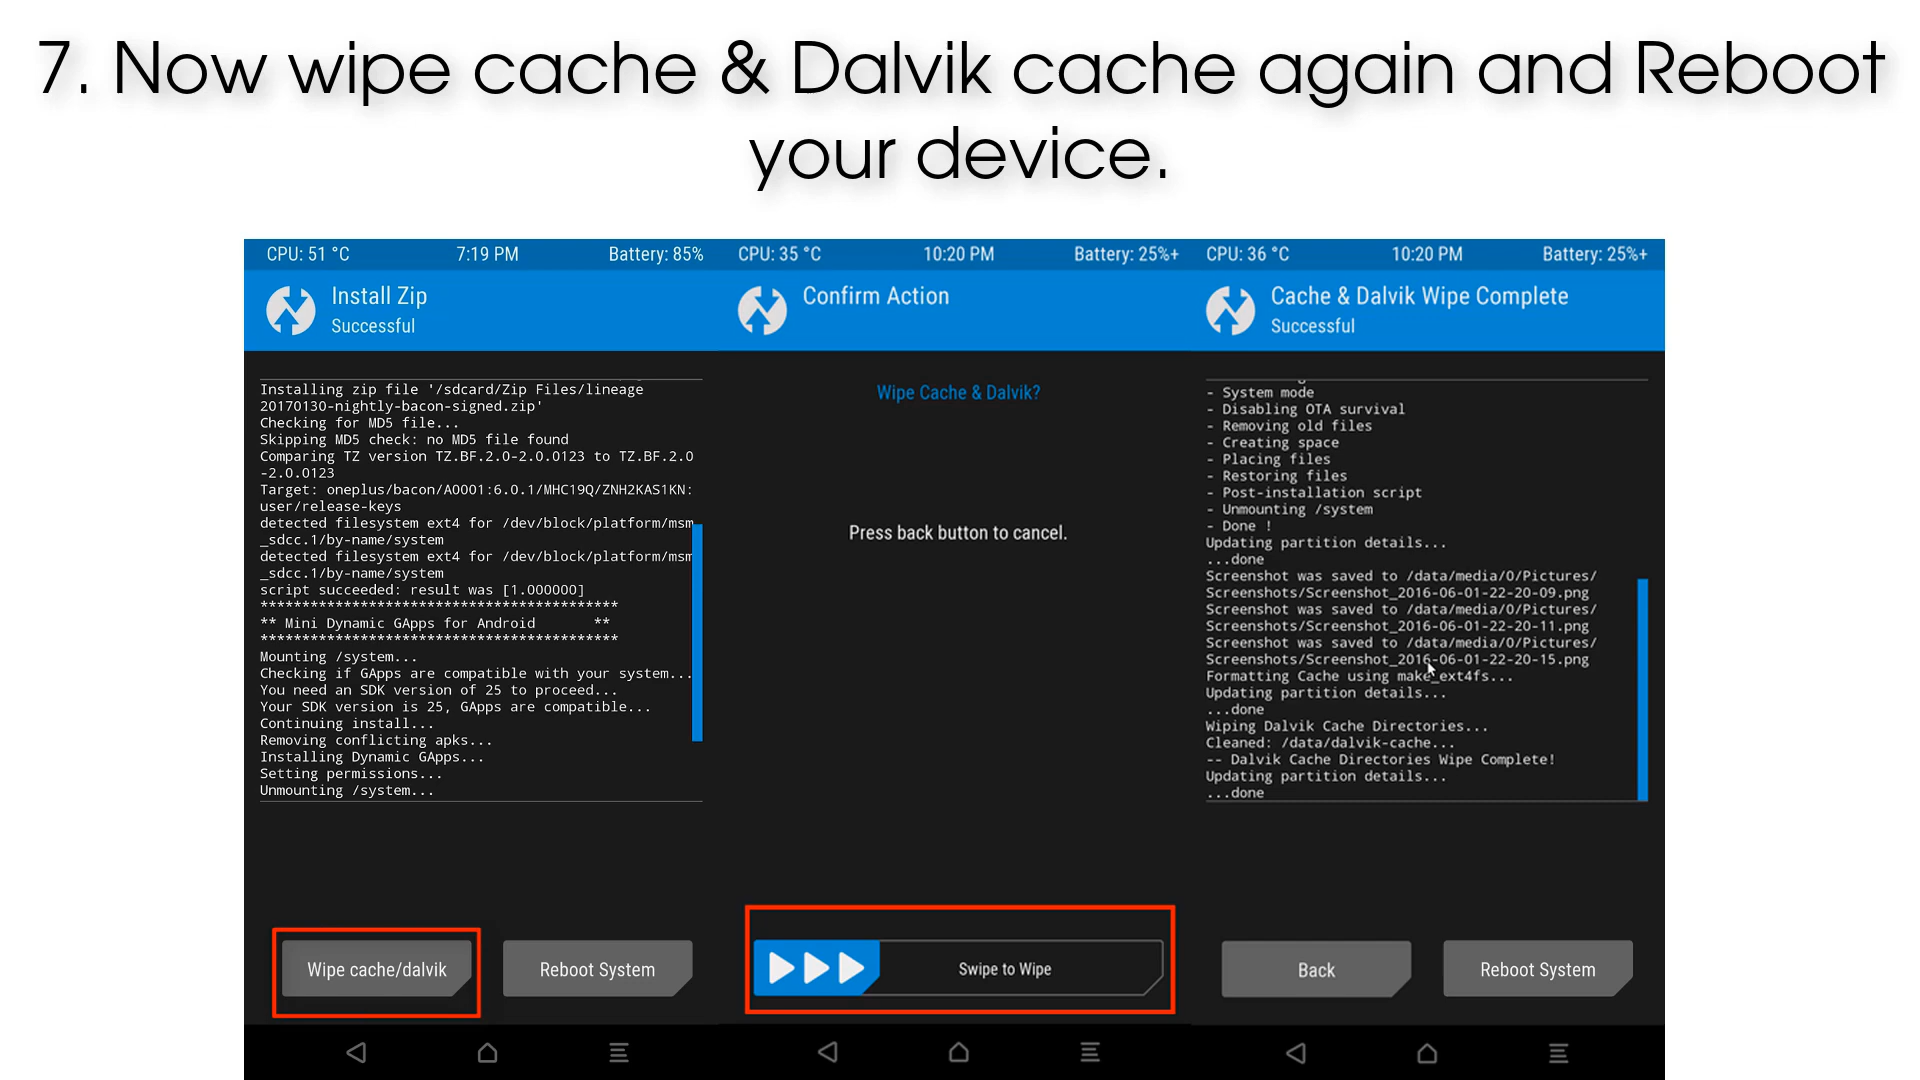 7. Now wipe cache & Dalvik cache again and Reboot
your device.
CPU: 51 °C 7:19 PM Battery: 85%
Install Zip
Successful
Installing zip file '/sdcard/Zip Files/lineage
20170130-nightly-bacon-signed.zip'
Checking for MD5 file...
Skipping MD5 check: no MD5 file found
Comparing TZ version TZ.BF.2.0-2.0.0123 to TZ.BF.2.0
-2.0.0123
Target: oneplus/bacon/A0001:6.0.1/MHC19Q/ZNH2KAS1KN:
user/release-keys
detected filesystem ext4 for /dev/block/platform/msm
_sdcc.1/by-name/system
detected filesystem ext4 for /dev/block/platform/msm
_sdcc.1/by-name/system
script succeeded: result was [1.000000]
*******************************************
** Mini Dynamic GApps for Android       **
*******************************************
Mounting /system...
Checking if GApps are compatible with your system...
You need an SDK version of 25 to proceed...
Your SDK version is 25, GApps are compatible...
Continuing install...
Removing conflicting apks...
Installing Dynamic GApps...
Setting permissions...
Unmounting /system...
Wipe cache/dalvik
Reboot System
CPU: 35 °C 10:20 PM Battery: 25%+
Confirm Action
Wipe Cache & Dalvik?
Press back button to cancel.
Swipe to Wipe
CPU: 36 °C 10:20 PM Battery: 25%+
Cache & Dalvik Wipe Complete
Successful
- System mode
- Disabling OTA survival
- Removing old files
- Creating space
- Placing files
- Restoring files
- Post-installation script
- Unmounting /system
- Done !
Updating partition details...
...done
Screenshot was saved to /data/media/0/Pictures/
Screenshots/Screenshot_2016-06-01-22-20-09.png
Screenshot was saved to /data/media/0/Pictures/
Screenshots/Screenshot_2016-06-01-22-20-11.png
Screenshot was saved to /data/media/0/Pictures/
Screenshots/Screenshot_2016-06-01-22-20-15.png
Formatting Cache using make_ext4fs...
Updating partition details...
...done
Wiping Dalvik Cache Directories...
Cleaned: /data/dalvik-cache...
-- Dalvik Cache Directories Wipe Complete!
Updating partition details...
...done
Back
Reboot System